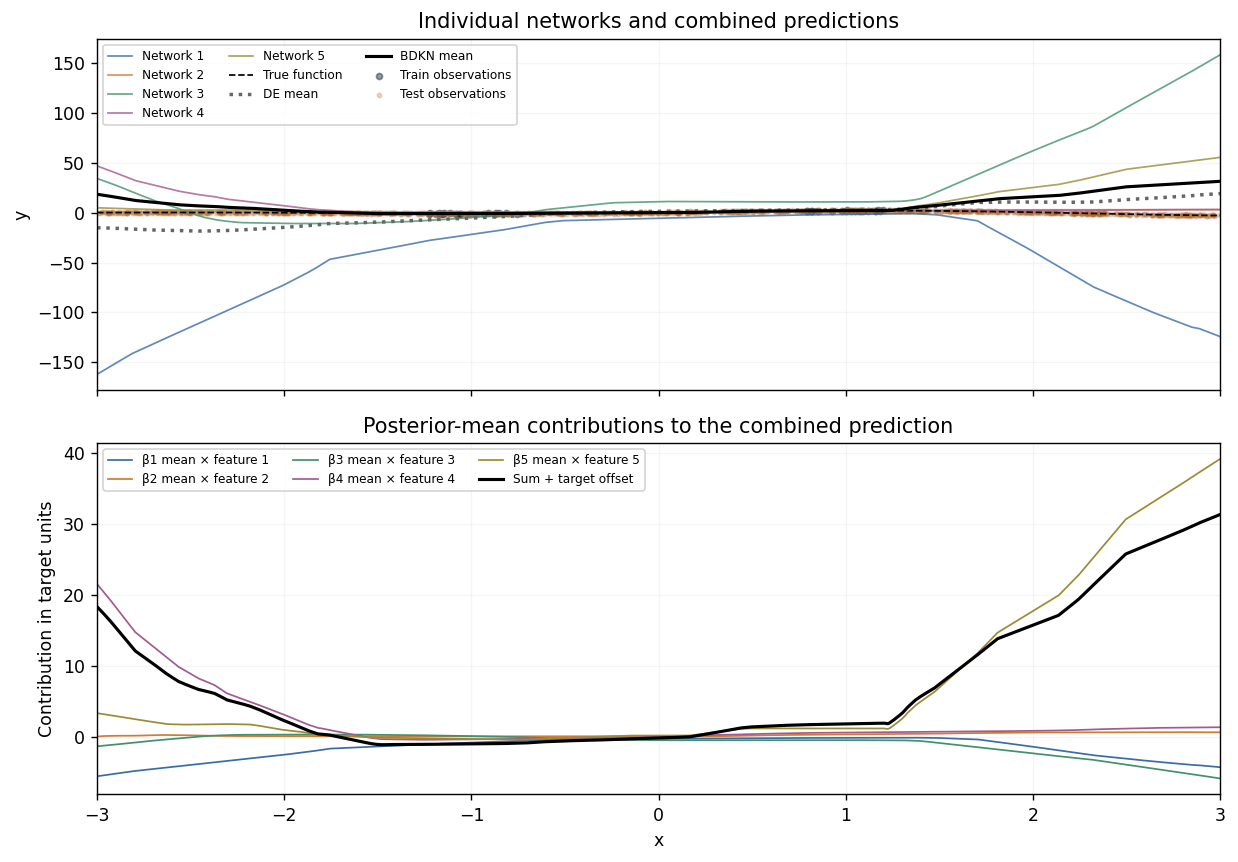 Individual networks and combined predictions
Network 1
Network 2
Network 3
Network 4
Network 5
True function
DE mean
BDKN mean
Train observations
Test observations
y
150
100
50
0
−50
−100
−150
Posterior-mean contributions to the combined prediction
β1 mean × feature 1
β2 mean × feature 2
β3 mean × feature 3
β4 mean × feature 4
β5 mean × feature 5
Sum + target offset
Contribution in target units
40
30
20
10
0
−3
−2
−1
0
1
2
3
x